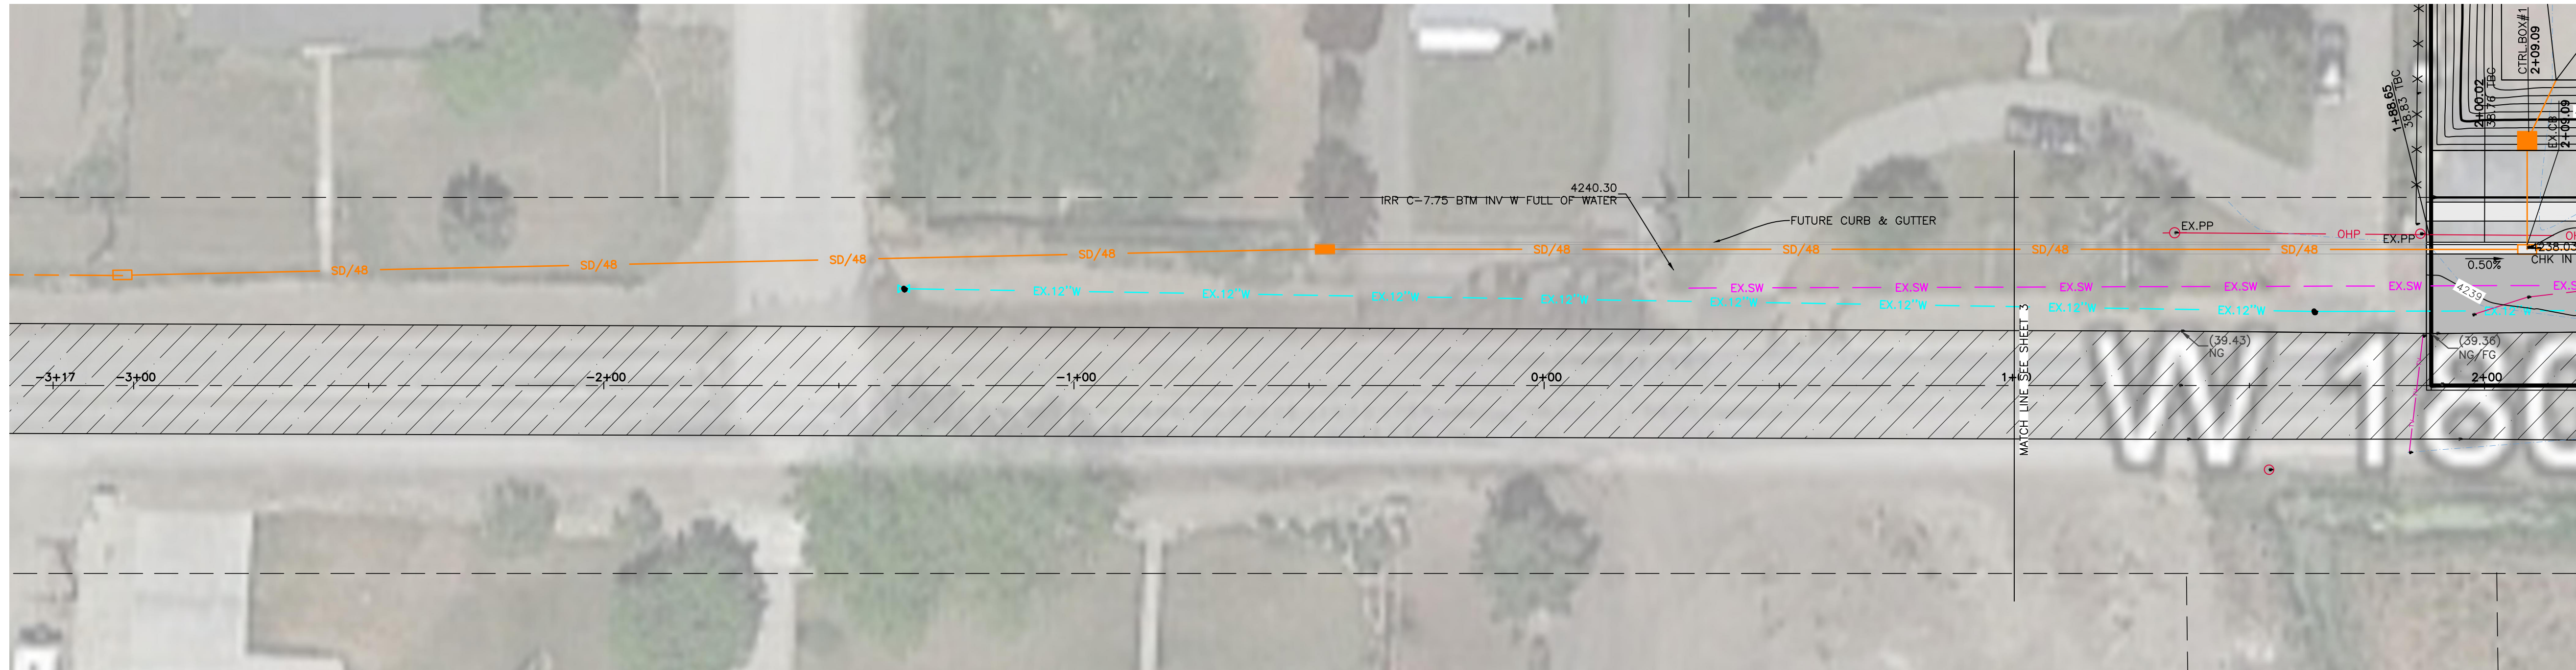 CTRL.BOX#1
2+09.09
1+88.65
38.83 TBC
2+00.02
38.76 TBC
EX.CB
2+09.09
4240.30
IRR C-7.75 BTM INV W FULL OF WATER
FUTURE CURB & GUTTER
EX.PP
OHP
EX.PP
SD/48
SD/48
SD/48
SD/48
SD/48
SD/48
SD/48
SD/48
4238.03
CHK IN
0.50%
EX.12"W
EX.12"W
EX.12"W
EX.12"W
EX.12"W
EX.12"W
EX.12"W
EX.12"W
EX.SW
EX.SW
EX.SW
EX.SW
EX.SW
4239
MATCH LINE SEE SHEET 3
(39.43)
NG
(39.36)
NG/FG
-3+17
-3+00
-2+00
-1+00
0+00
2+00
W 180